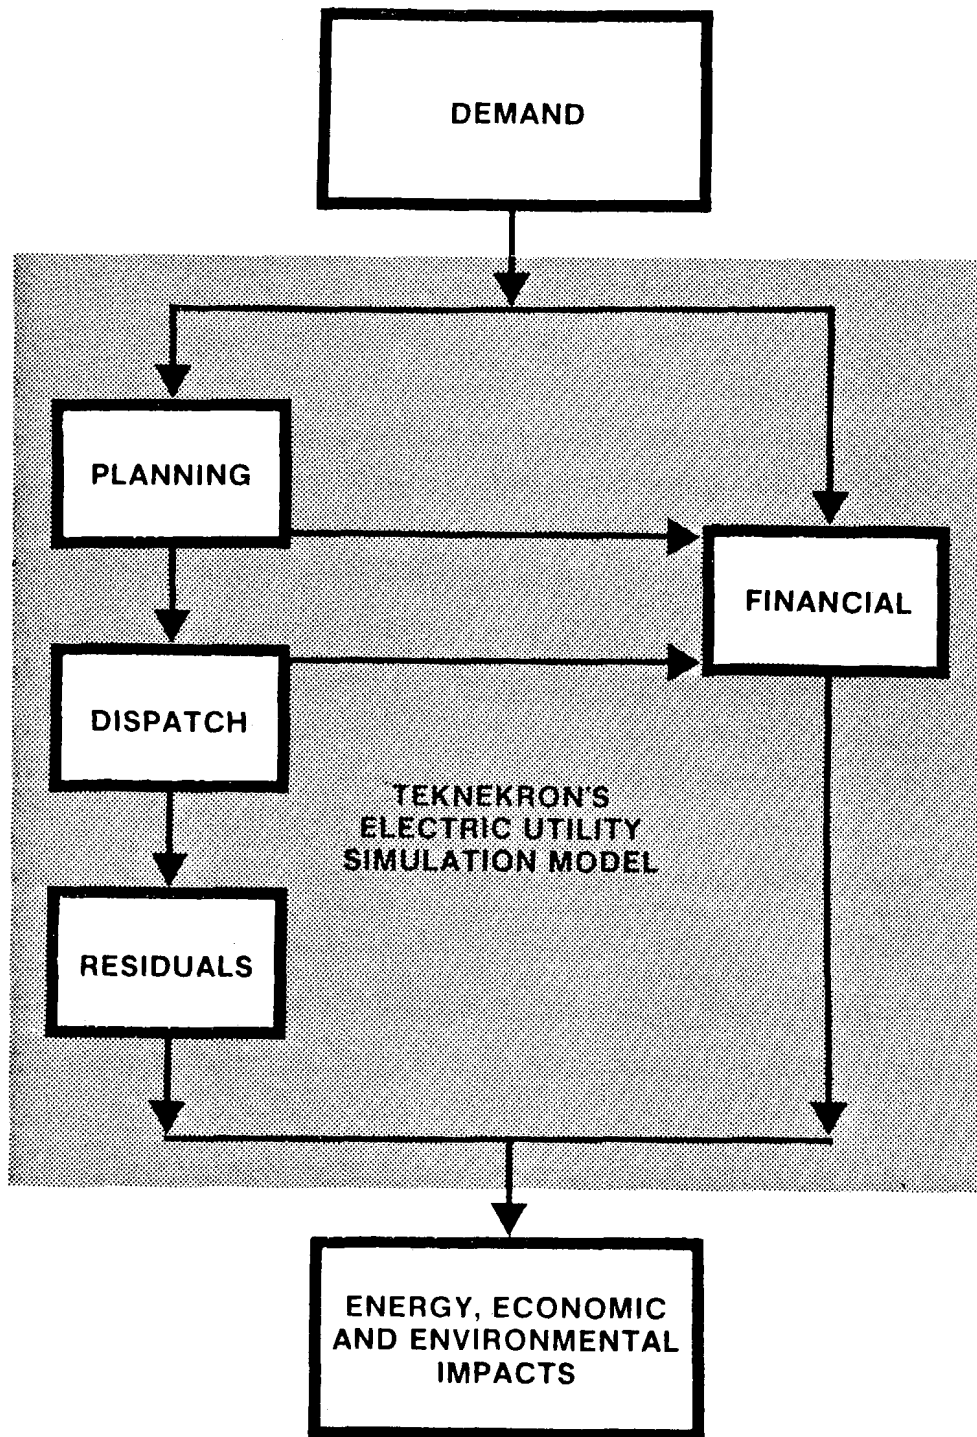 DEMAND
PLANNING
FINANCIAL
DISPATCH
TEKNEKRON'S
ELECTRIC UTILITY
SIMULATION MODEL
RESIDUALS
ENERGY, ECONOMIC
AND ENVIRONMENTAL
IMPACTS